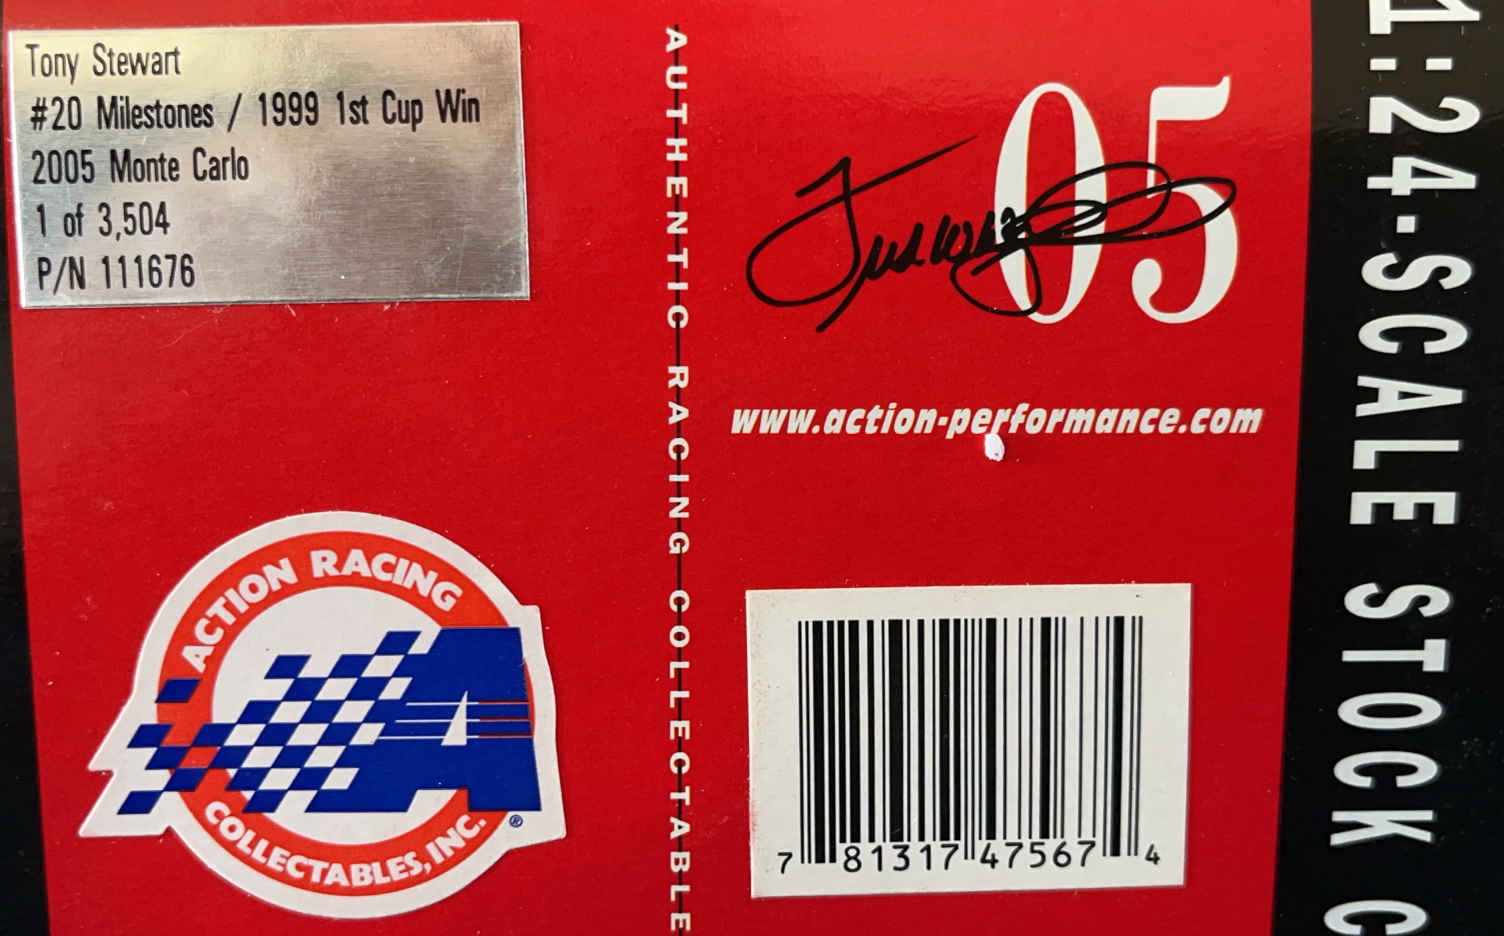 Tony Stewart
#20 Milestones / 1999 1st Cup Win
2005 Monte Carlo
1 of 3,504
P/N 111676
ACTION RACING
COLLECTABLES, INC.
®
AUTHENTIC RACING COLLECTABLE
05
www.action-performance.com
7 81317 47567 4
1:24-SCALE STOCK C